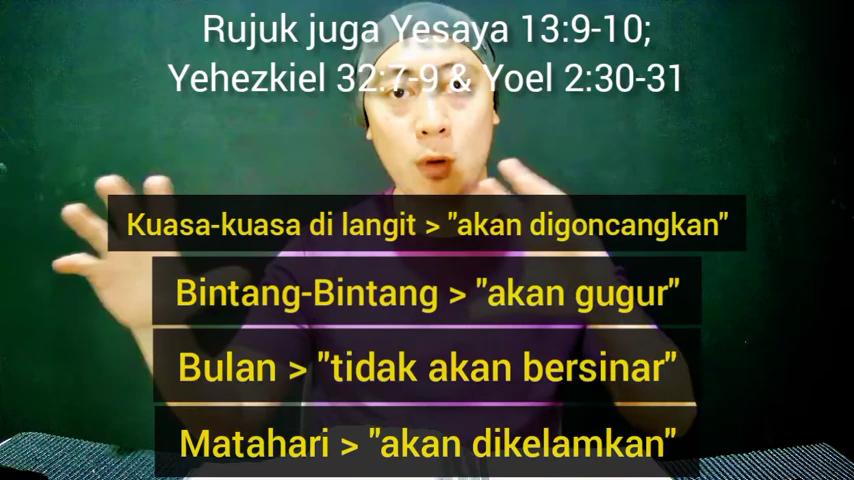 Rujuk juga Yesaya 13:9-10;
Yehezkiel 32:7-9 & Yoel 2:30-31
Kuasa-kuasa di langit > "akan digoncangkan"
Bintang-Bintang > "akan gugur"
Bulan > "tidak akan bersinar"
Matahari > "akan dikelamkan"